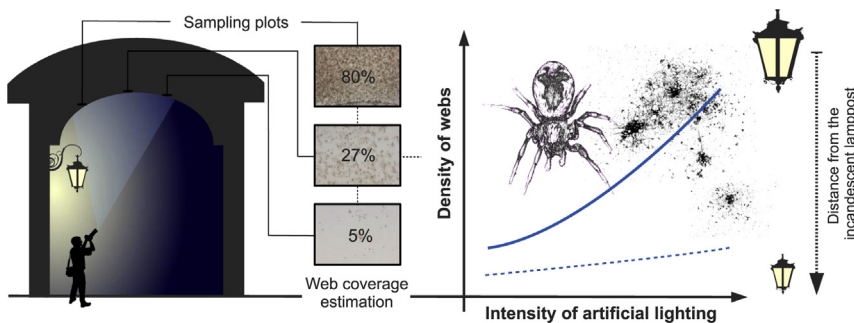 Sampling plots
80%
27%
5%
Web coverage
estimation
Density of webs
Intensity of artificial lighting
Distance from the
incandescent lamppost